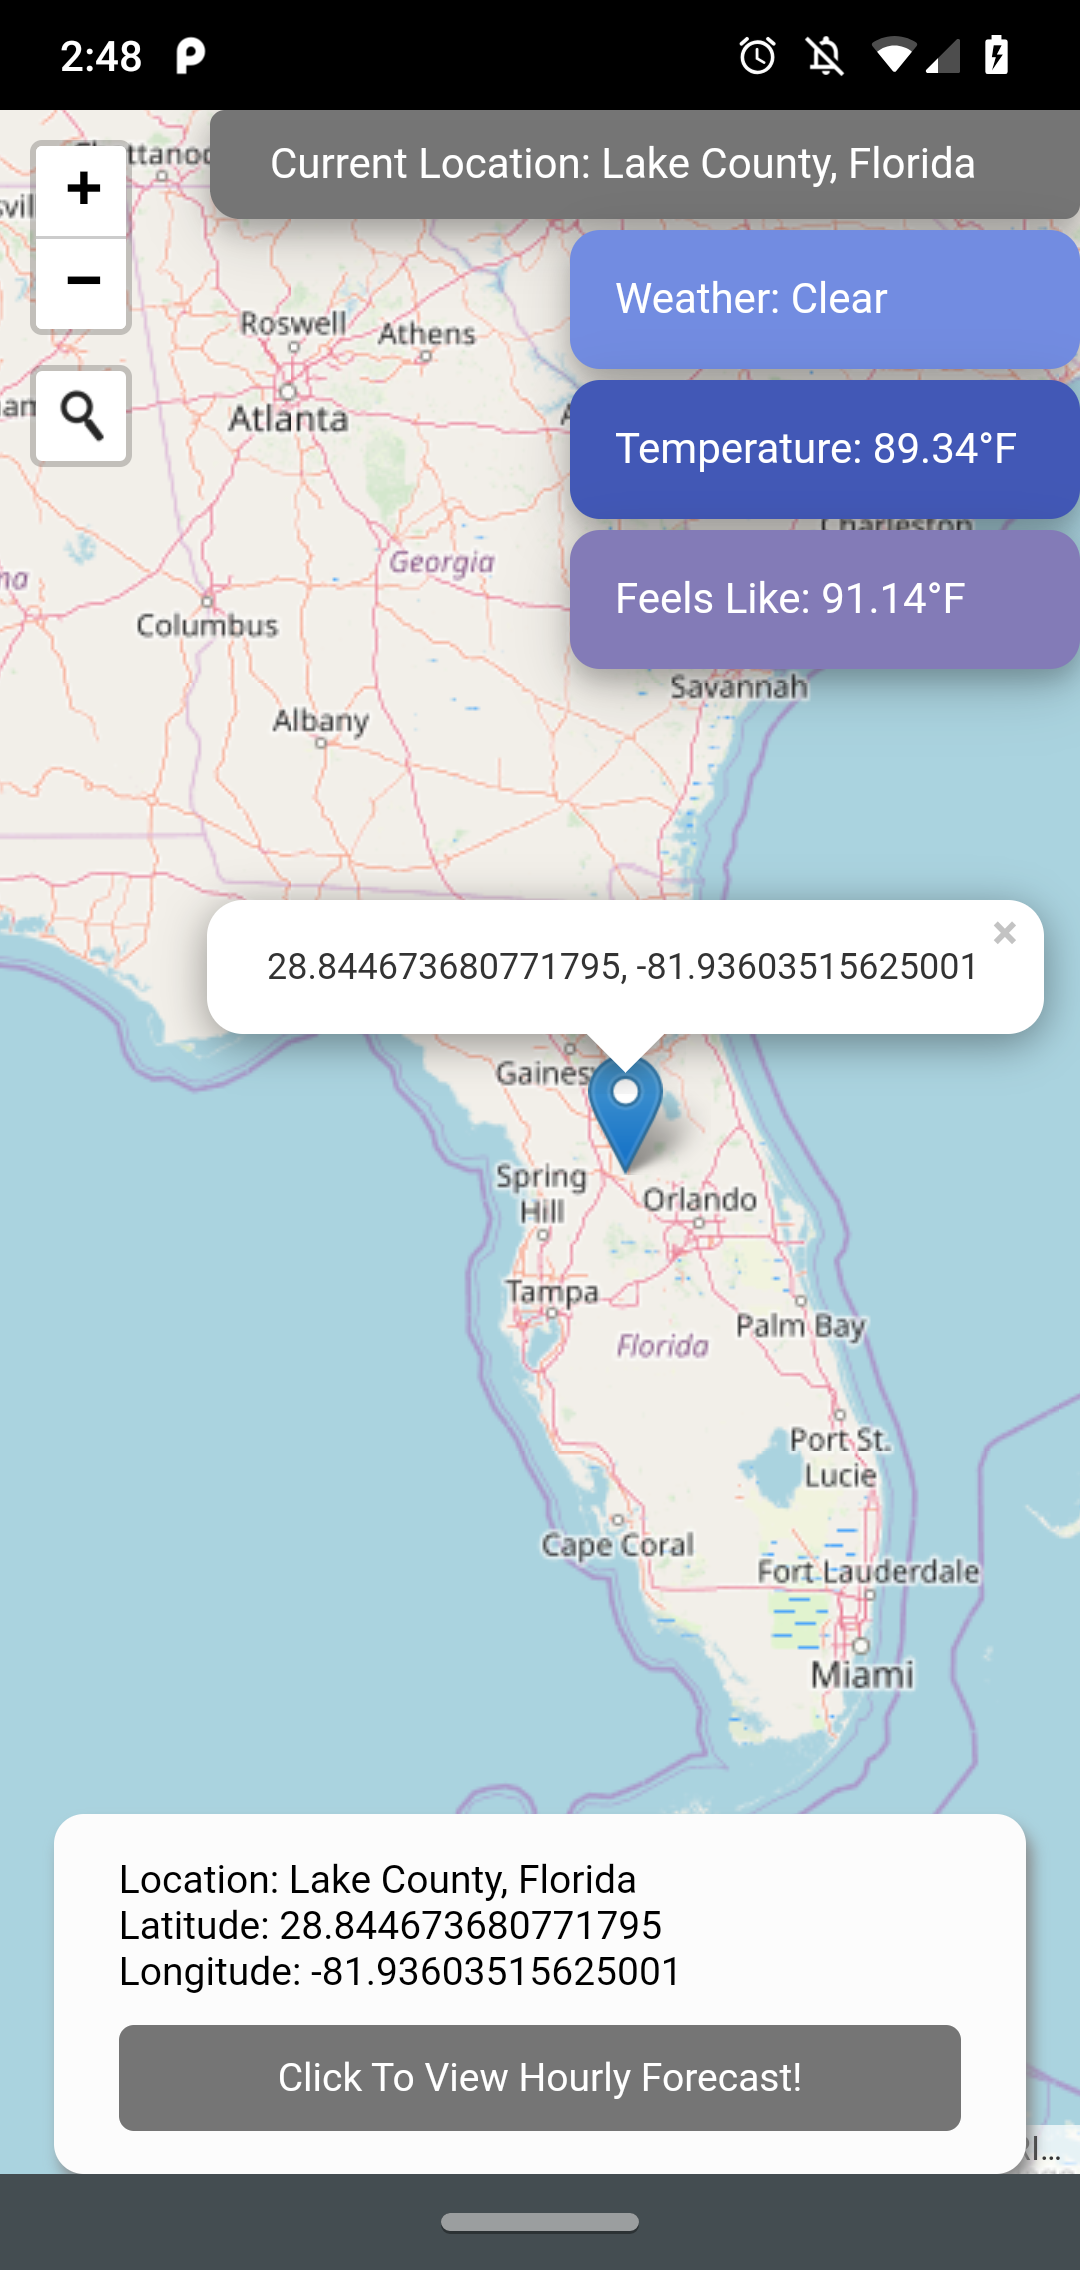 2:48
Current Location: Lake County, Florida
+
−
Weather: Clear
Temperature: 89.34°F
Feels Like: 91.14°F
Roswell
Athens
Atlanta
Charleston
Georgia
Columbus
Savannah
Albany
×
28.844673680771795, -81.93603515625001
Spring
Hill
Orlando
Tampa
Palm Bay
Florida
Port St.
Lucie
Cape Coral
Fort Lauderdale
Miami
Location: Lake County, Florida
Latitude: 28.844673680771795
Longitude: -81.93603515625001
Click To View Hourly Forecast!